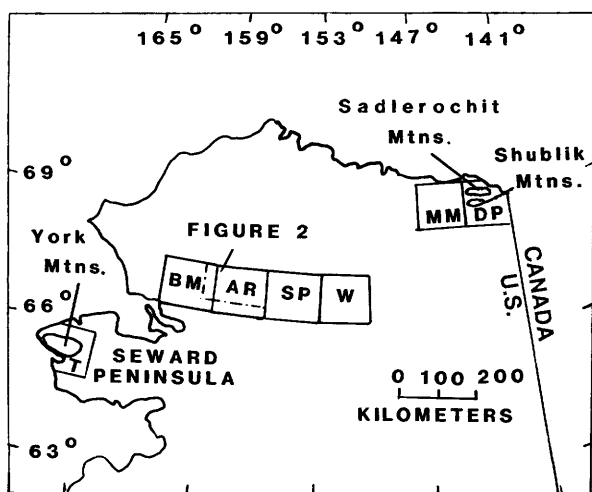 165° 159° 153° 147° 141°
Sadlerochit
Mtns.
Shublik
Mtns.
69°
MM DP
FIGURE 2
York
Mtns.
BM AR SP W
CANADA
U.S.
66°
T
SEWARD
PENINSULA
0 100 200
KILOMETERS
63°